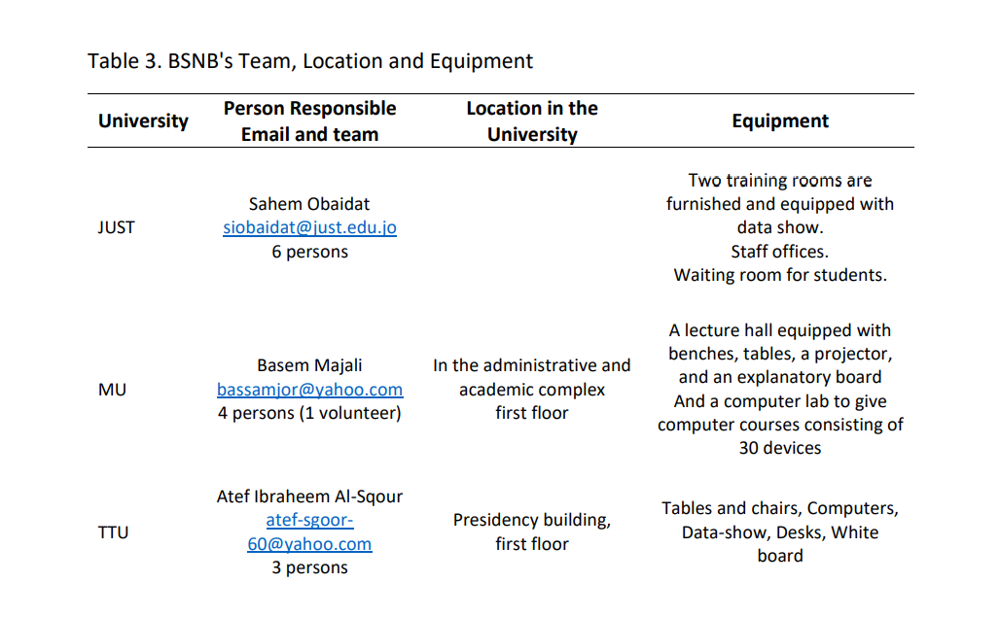 Table 3. BSNB's Team, Location and Equipment
University
Person Responsible
Email and team
Location in the
University
Equipment
JUST
Sahem Obaidat
siobaidat@just.edu.jo
6 persons
Two training rooms are
furnished and equipped with
data show.
Staff offices.
Waiting room for students.
MU
Basem Majali
bassamjor@yahoo.com
4 persons (1 volunteer)
In the administrative and
academic complex
first floor
A lecture hall equipped with
benches, tables, a projector,
and an explanatory board
And a computer lab to give
computer courses consisting of
30 devices
TTU
Atef Ibraheem Al-Sqour
atef-sgoor-
60@yahoo.com
3 persons
Presidency building,
first floor
Tables and chairs, Computers,
Data-show, Desks, White
board